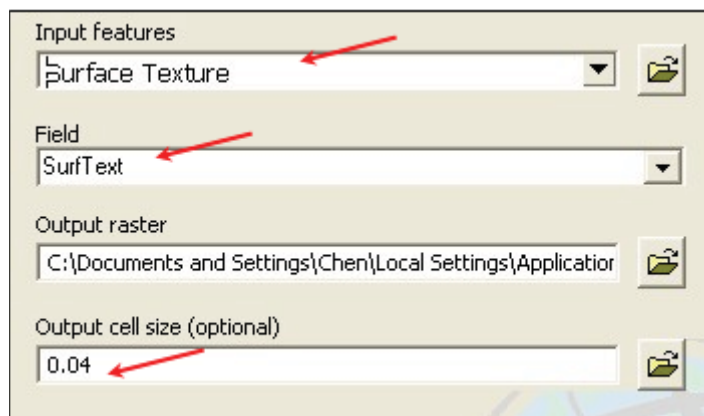 Input features
Surface Texture
Field
SurfText
Output raster
C:\Documents and Settings\Chen\Local Settings\Application
Output cell size (optional)
0.04